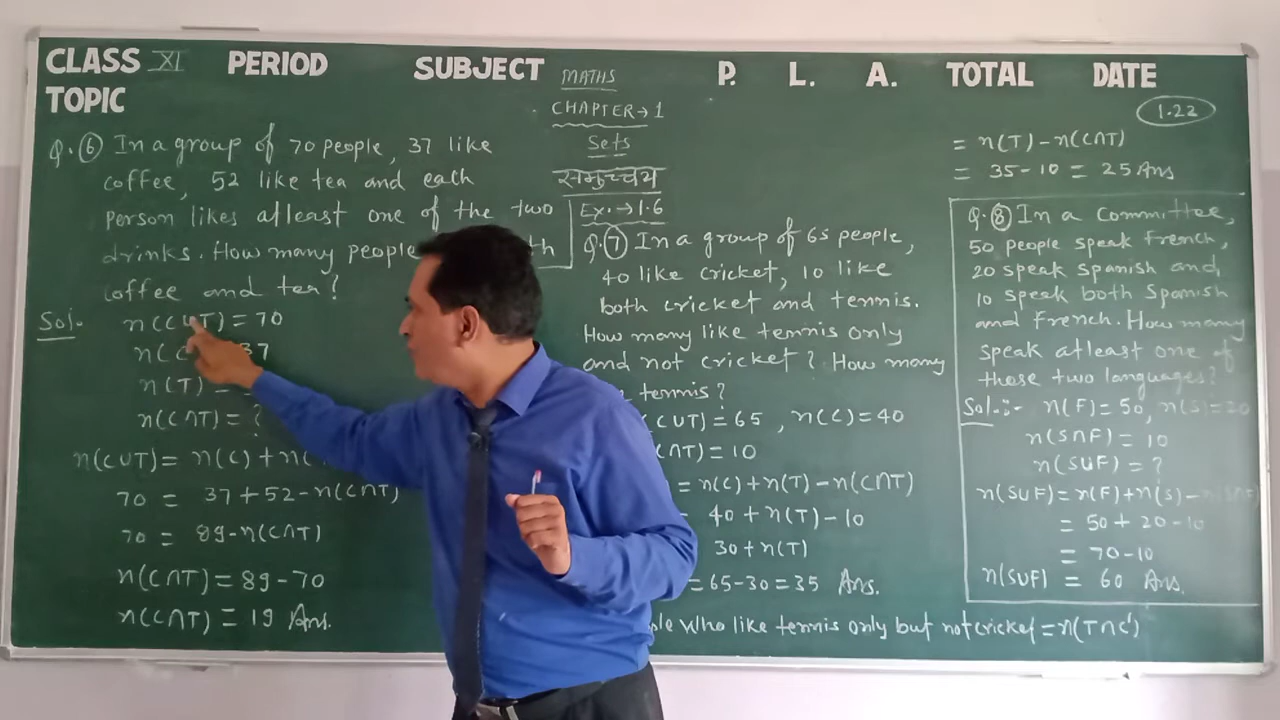 CLASS XI PERIOD SUBJECT MATHS P. L. A. TOTAL DATE
TOPIC
CHAPTER→1
Sets
समुच्चय
Ex.→1.6
1.22
Q.⑥ In a group of 70 people, 37 like
coffee, 52 like tea and each
person likes atleast one of the two
drinks. How many people
coffee and tea?
Sol:- n(CUT)=70
n(C 37
n(T) =
n(C∩T) = ?
n(CUT)= n(C)+n(
70 = 37+52-n(C∩T)
70 = 89-n(C∩T)
n(C∩T)=89-70
n(C∩T)=19 Ans.
Q.⑦ In a group of 65 people,
40 like cricket, 10 like
both cricket and tennis.
How many like tennis only
and not cricket? How many
tennis?
(CUT)=65, n(C)=40
(C∩T)=10
= n(C)+n(T)-n(C∩T)
40+n(T)-10
30+n(T)
=65-30=35 Ans.
ple who like tennis only but not cricket=n(T∩C')
= n(T)-n(C∩T)
= 35-10 = 25 Ans
Q.⑧ In a Committee,
50 people speak french,
20 speak Spanish and
10 speak both Spanish
and french. How many
speak atleast one of
these two languages?
Sol.:- n(F)=50, n(S)=20
n(S∩F)=10
n(SUF)=?
n(SUF)=n(F)+n(S)-n(S∩F)
= 50+20-10
= 70-10
n(SUF) = 60 Ans.